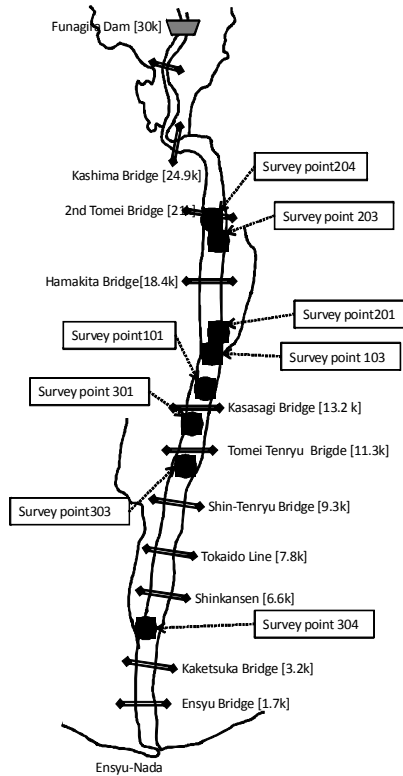 Funagira Dam [30k]
Kashima Bridge [24.9k]
Survey point204
2nd Tomei Bridge [21k]
Survey point 203
Hamakita Bridge[18.4k]
Survey point201
Survey point101
Survey point 103
Survey point 301
Kasasagi Bridge [13.2 k]
Tomei Tenryu Brigde [11.3k]
Survey point303
Shin-Tenryu Bridge [9.3k]
Tokaido Line [7.8k]
Shinkansen [6.6k]
Survey point 304
Kaketsuka Bridge [3.2k]
Ensyu Bridge [1.7k]
Ensyu-Nada